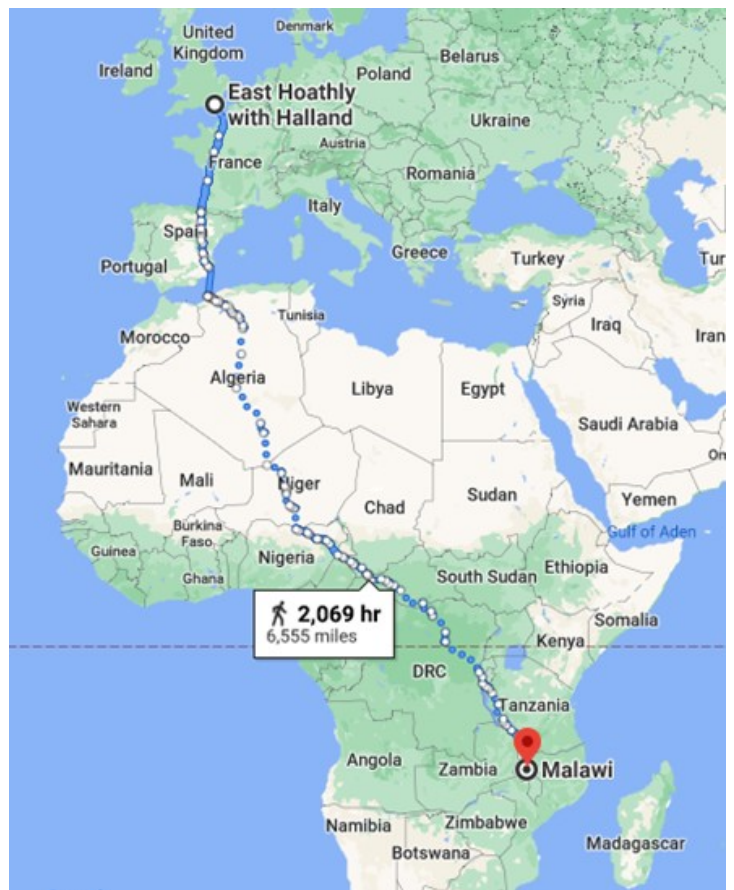 Denmark
United
Kingdom
Ireland
Belarus
Poland
East Hoathly
with Halland
Ukraine
Austria
France
Romania
Italy
Spain
Greece
Turkey
Tur
Portugal
Syria
Tunisia
Iraq
Iran
Morocco
Algeria
Libya
Egypt
Western
Sahara
Saudi Arabia
Om
Mauritania
Mali
Niger
Chad
Sudan
Yemen
Gulf of Aden
Burkina
Faso
Guinea
Nigeria
Ghana
South Sudan
Ethiopia
2,069 hr
6,555 miles
Somalia
Kenya
DRC
Tanzania
Angola
Zambia
Malawi
Namibia
Zimbabwe
Botswana
Madagascar